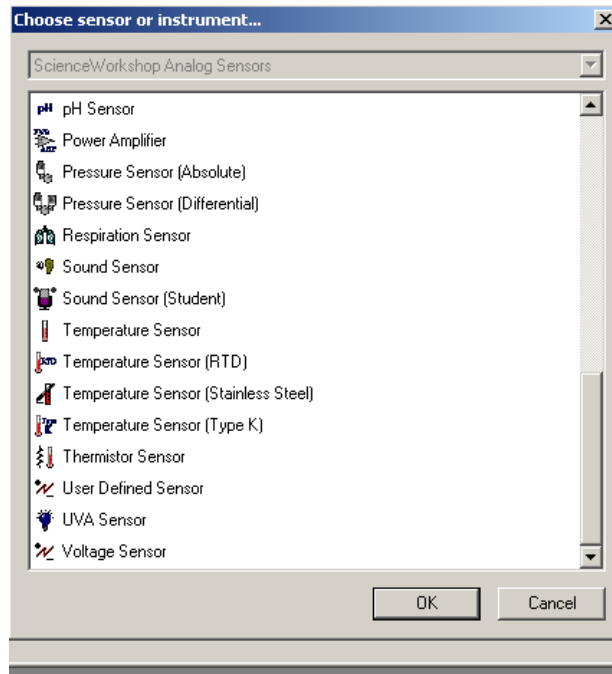 Choose sensor or instrument...
ScienceWorkshop Analog Sensors
pH pH Sensor
Power Amplifier
Pressure Sensor (Absolute)
Pressure Sensor (Differential)
Respiration Sensor
Sound Sensor
Sound Sensor (Student)
Temperature Sensor
RTD Temperature Sensor (RTD)
Temperature Sensor (Stainless Steel)
Temperature Sensor (Type K)
Thermistor Sensor
User Defined Sensor
UVA Sensor
Voltage Sensor
OK Cancel